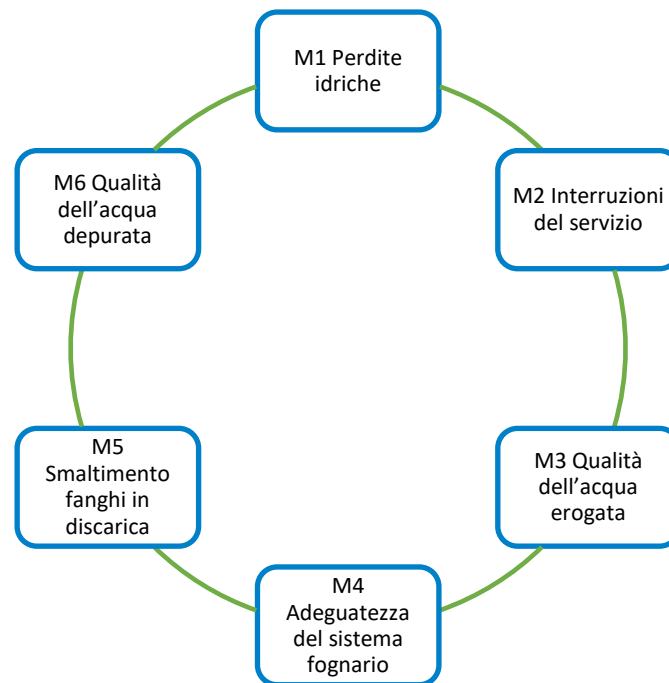 M1 Perdite
idriche
M2 Interruzioni
del servizio
M3 Qualità
dell’acqua
erogata
M4
Adeguatezza
del sistema
fognario
M5
Smaltimento
fanghi in
discarica
M6 Qualità
dell’acqua
depurata